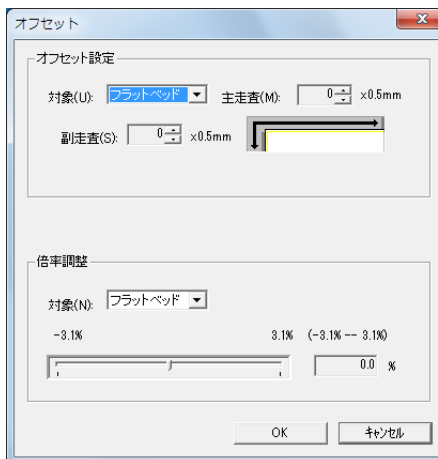 オフセット
オフセット設定
対象(U): フラットベッド 主走査(M): 0 x0.5mm
副走査(S): 0 x0.5mm
倍率調整
対象(N): フラットベッド
-3.1% 3.1% (-3.1% -- 3.1%)
0.0 %
OK キャンセル